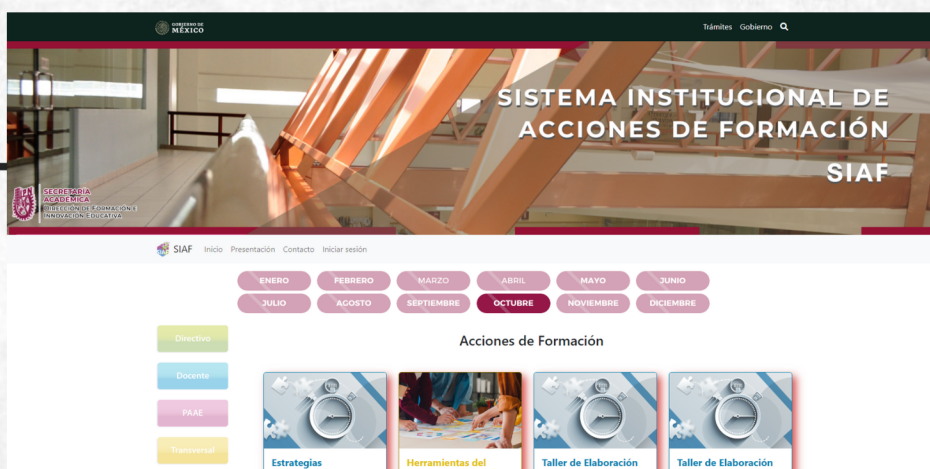 GOBIERNO DE
MÉXICO
Trámites Gobierno
SISTEMA INSTITUCIONAL DE
ACCIONES DE FORMACIÓN
SIAF
SECRETARÍA
ACADÉMICA
DIRECCIÓN DE FORMACIÓN E
INNOVACIÓN EDUCATIVA
SIAF Inicio Presentación Contacto Iniciar sesión
ENERO FEBRERO MARZO ABRIL MAYO JUNIO
JULIO AGOSTO SEPTIEMBRE OCTUBRE NOVIEMBRE DICIEMBRE
Directivo
Acciones de Formación
Docente
PAAE
Transversal
Estrategias
Herramientas del
Taller de Elaboración
Taller de Elaboración